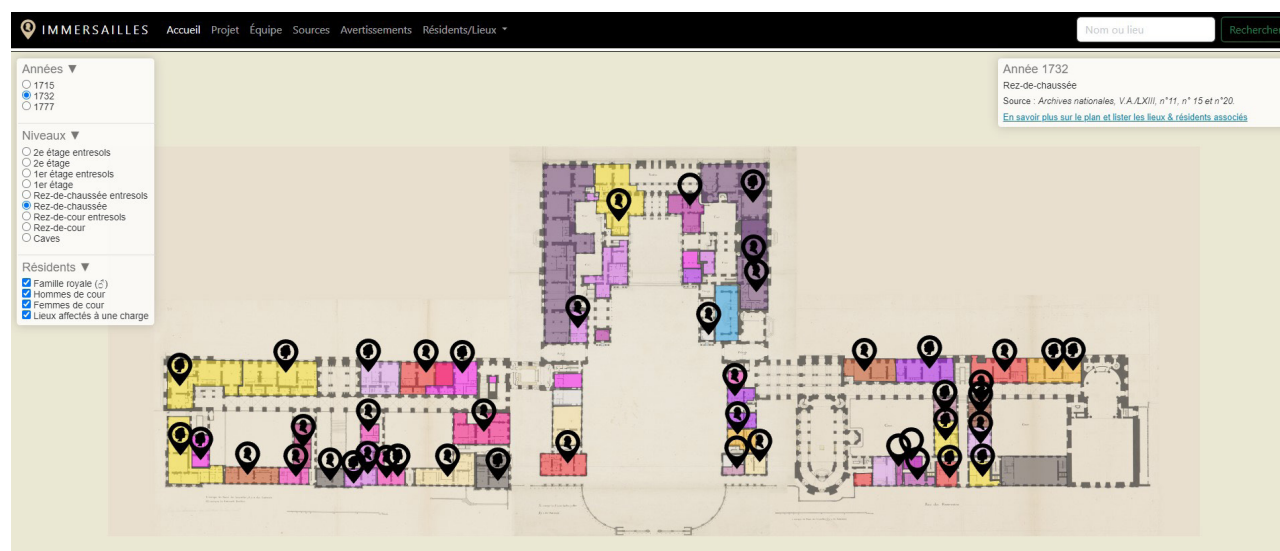 IMMERSAILLES Accueil Projet Équipe Sources Avertissements Résidents/Lieux Nom ou lieu Rechercher
Années ▼
1715
1732
1777
Niveaux ▼
2e étage entresols
2e étage
1er étage entresols
1er étage
Rez-de-chaussée entresols
Rez-de-chaussée
Rez-de-cour entresols
Rez-de-cour
Caves
Résidents ▼
Famille royale (♂)
Hommes de cour
Femmes de cour
Lieux affectés à une charge
Année 1732
Rez-de-chaussée
Source : Archives nationales, V.A./LXIII, n°11, n° 15 et n°20.
En savoir plus sur le plan et lister les lieux & résidents associés